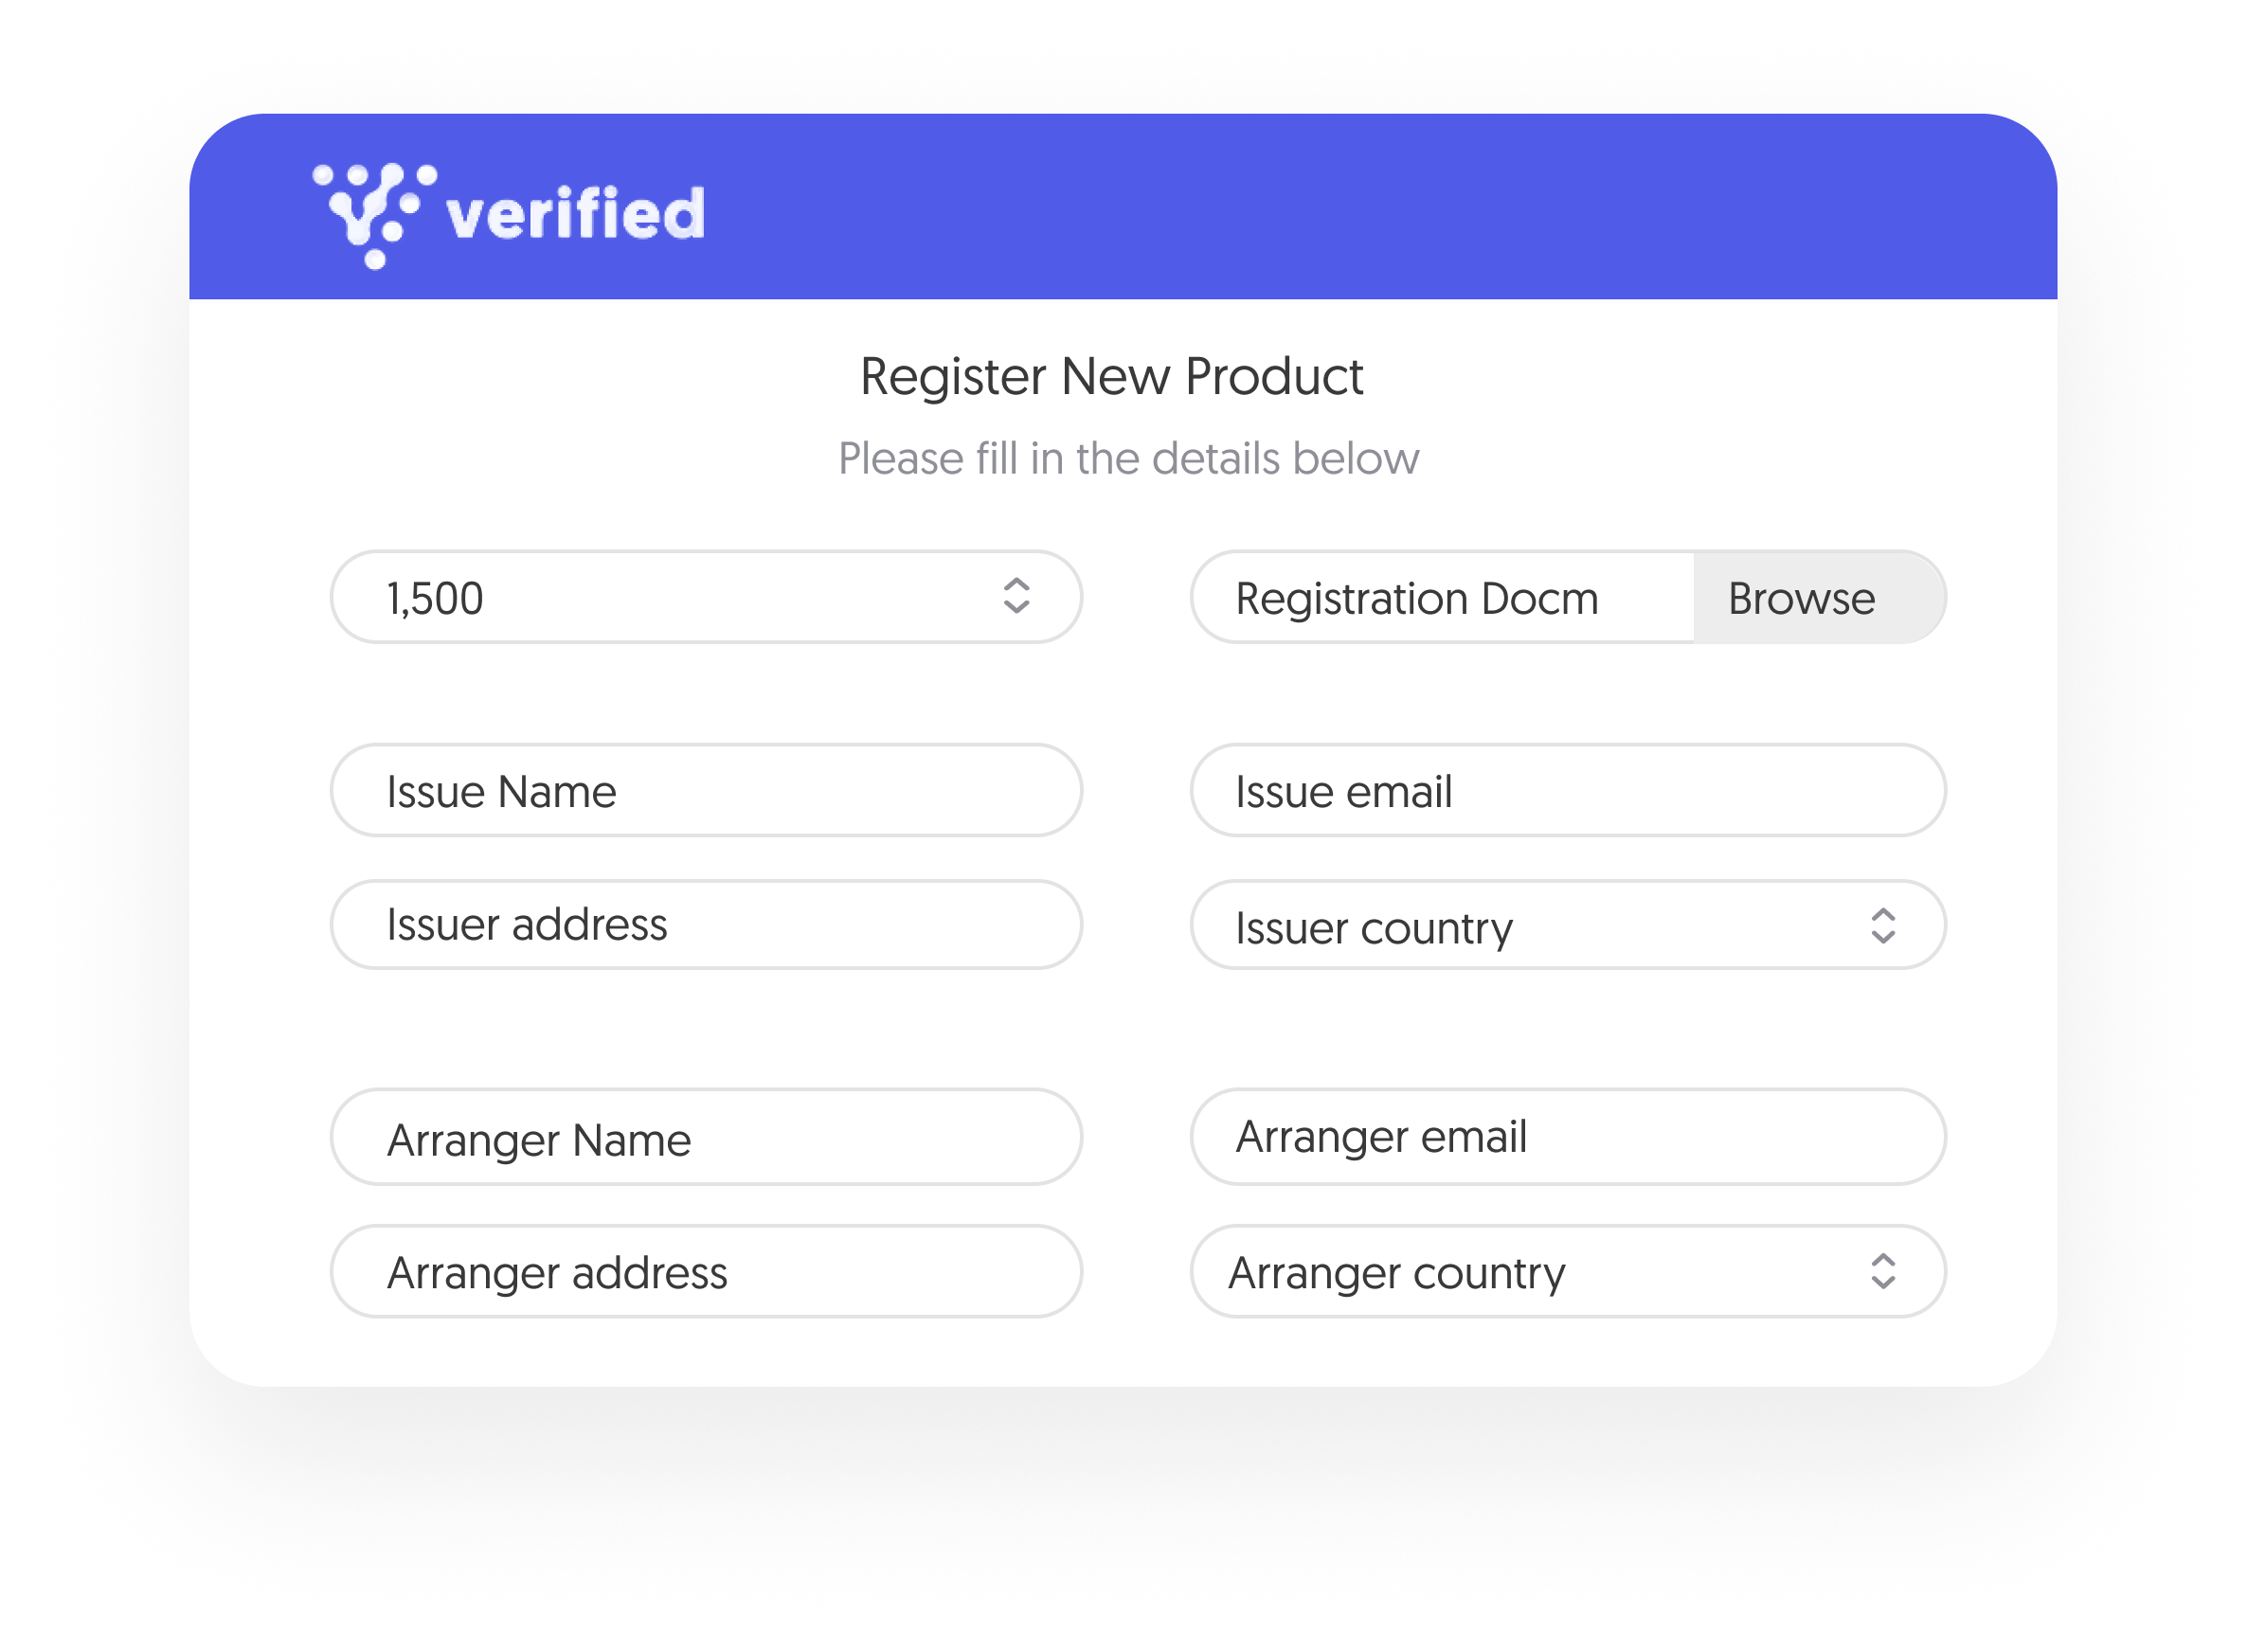 verified
Register New Product
Please fill in the details below
1,500
Registration Docm Browse
Issue Name
Issue email
Issuer address
Issuer country
Arranger Name
Arranger email
Arranger address
Arranger country